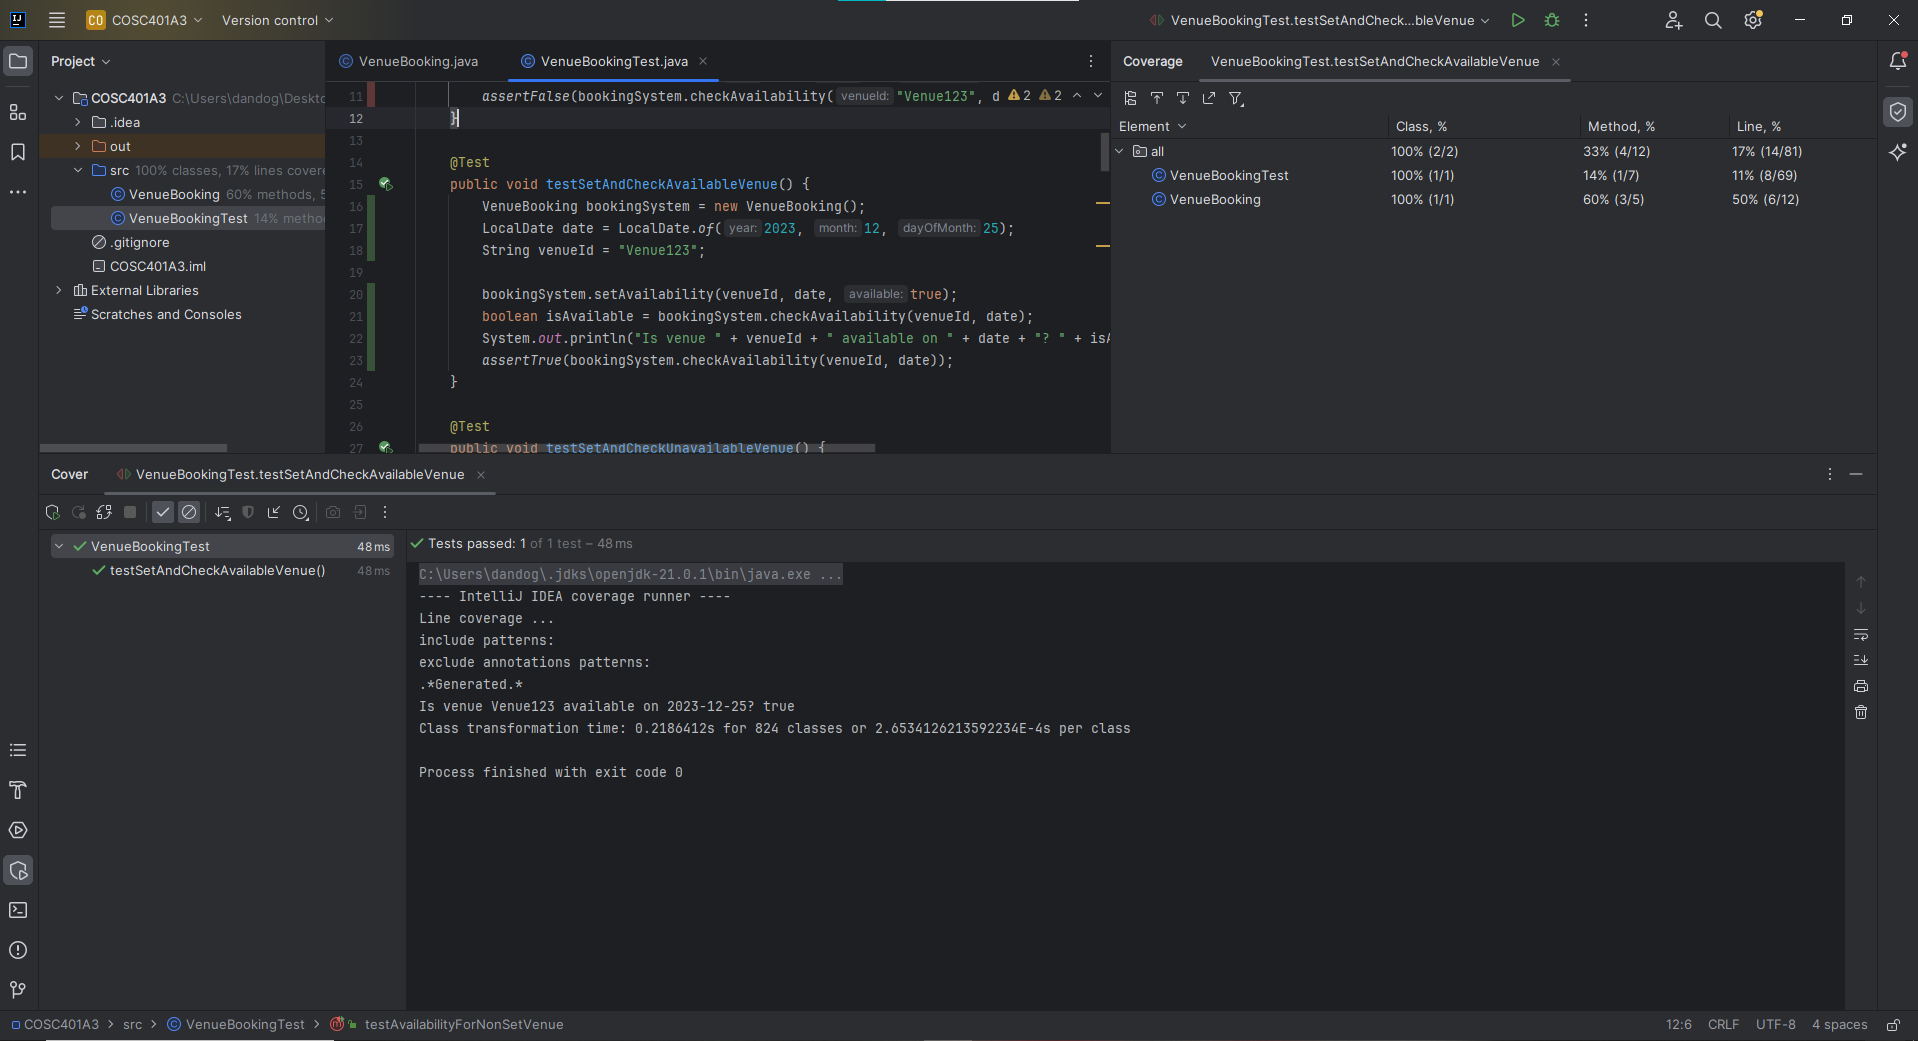 CO COSC401A3 Version control VenueBookingTest.testSetAndCheck...bleVenue
Project
COSC401A3 C:\Users\dandog\Deskto
.idea
out
src 100% classes, 17% lines covere
VenueBooking 60% methods, 5
VenueBookingTest 14% metho
.gitignore
COSC401A3.iml
External Libraries
Scratches and Consoles
VenueBooking.java VenueBookingTest.java
11 assertFalse(bookingSystem.checkAvailability( venueId: "Venue123", d 2 2
12 }
13
14 @Test
15 public void testSetAndCheckAvailableVenue() {
16 VenueBooking bookingSystem = new VenueBooking();
17 LocalDate date = LocalDate.of( year: 2023, month: 12, dayOfMonth: 25);
18 String venueId = "Venue123";
19
20 bookingSystem.setAvailability(venueId, date, available: true);
21 boolean isAvailable = bookingSystem.checkAvailability(venueId, date);
22 System.out.println("Is venue " + venueId + " available on " + date + "? " + isA
23 assertTrue(bookingSystem.checkAvailability(venueId, date));
24 }
25
26 @Test
27 public void testSetAndCheckUnavailableVenue() {
Coverage VenueBookingTest.testSetAndCheckAvailableVenue
Element Class, % Method, % Line, %
all 100% (2/2) 33% (4/12) 17% (14/81)
VenueBookingTest 100% (1/1) 14% (1/7) 11% (8/69)
VenueBooking 100% (1/1) 60% (3/5) 50% (6/12)
Cover VenueBookingTest.testSetAndCheckAvailableVenue
VenueBookingTest 48 ms
testSetAndCheckAvailableVenue() 48 ms
Tests passed: 1 of 1 test – 48 ms
C:\Users\dandog\.jdks\openjdk-21.0.1\bin\java.exe ...
---- IntelliJ IDEA coverage runner ----
Line coverage ...
include patterns:
exclude annotations patterns:
.*Generated.*
Is venue Venue123 available on 2023-12-25? true
Class transformation time: 0.2186412s for 824 classes or 2.6534126213592234E-4s per class
Process finished with exit code 0
COSC401A3 src VenueBookingTest testAvailabilityForNonSetVenue
12:6 CRLF UTF-8 4 spaces